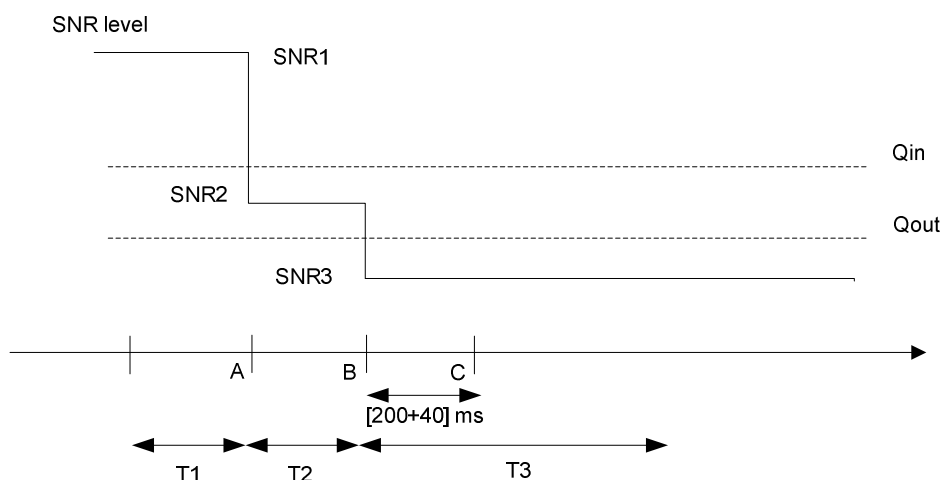 SNR level
SNR1
Qin
SNR2
Qout
SNR3
A B C
[200+40] ms
T1 T2 T3